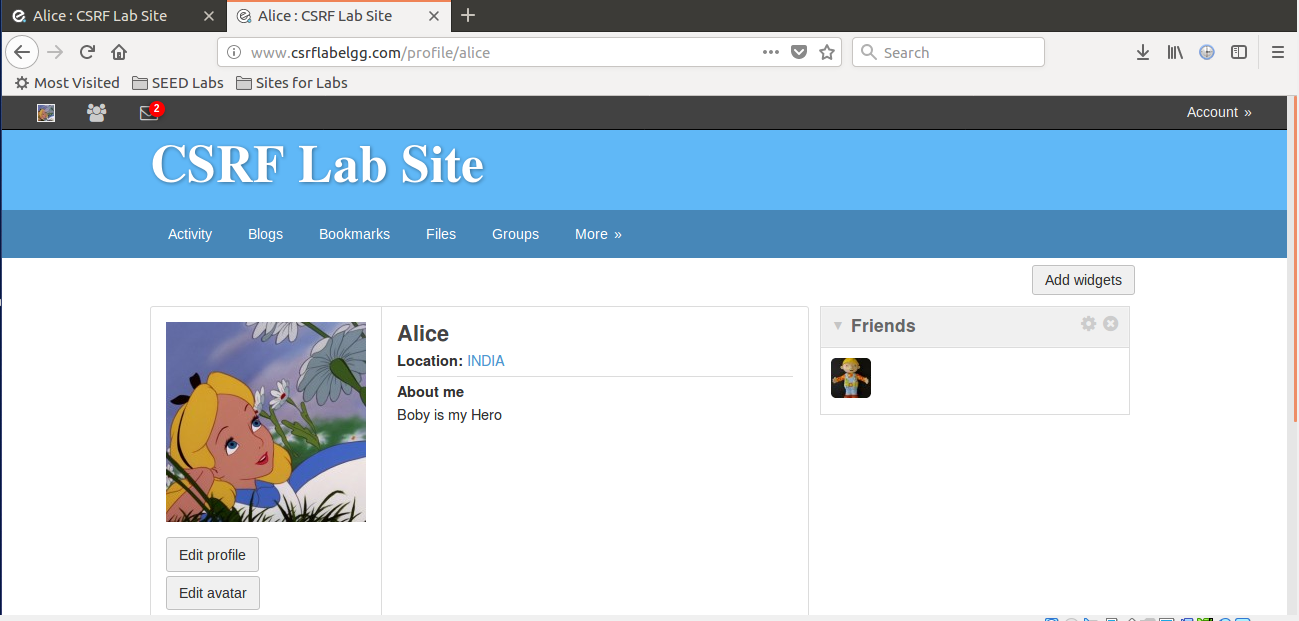 Alice : CSRF Lab Site
Alice : CSRF Lab Site
www.csrflabelgg.com/profile/alice
Search
Most Visited SEED Labs Sites for Labs
2
Account »
CSRF Lab Site
Activity Blogs Bookmarks Files Groups More »
Add widgets
Alice
Location: INDIA
About me
Boby is my Hero
Edit profile
Edit avatar
Friends